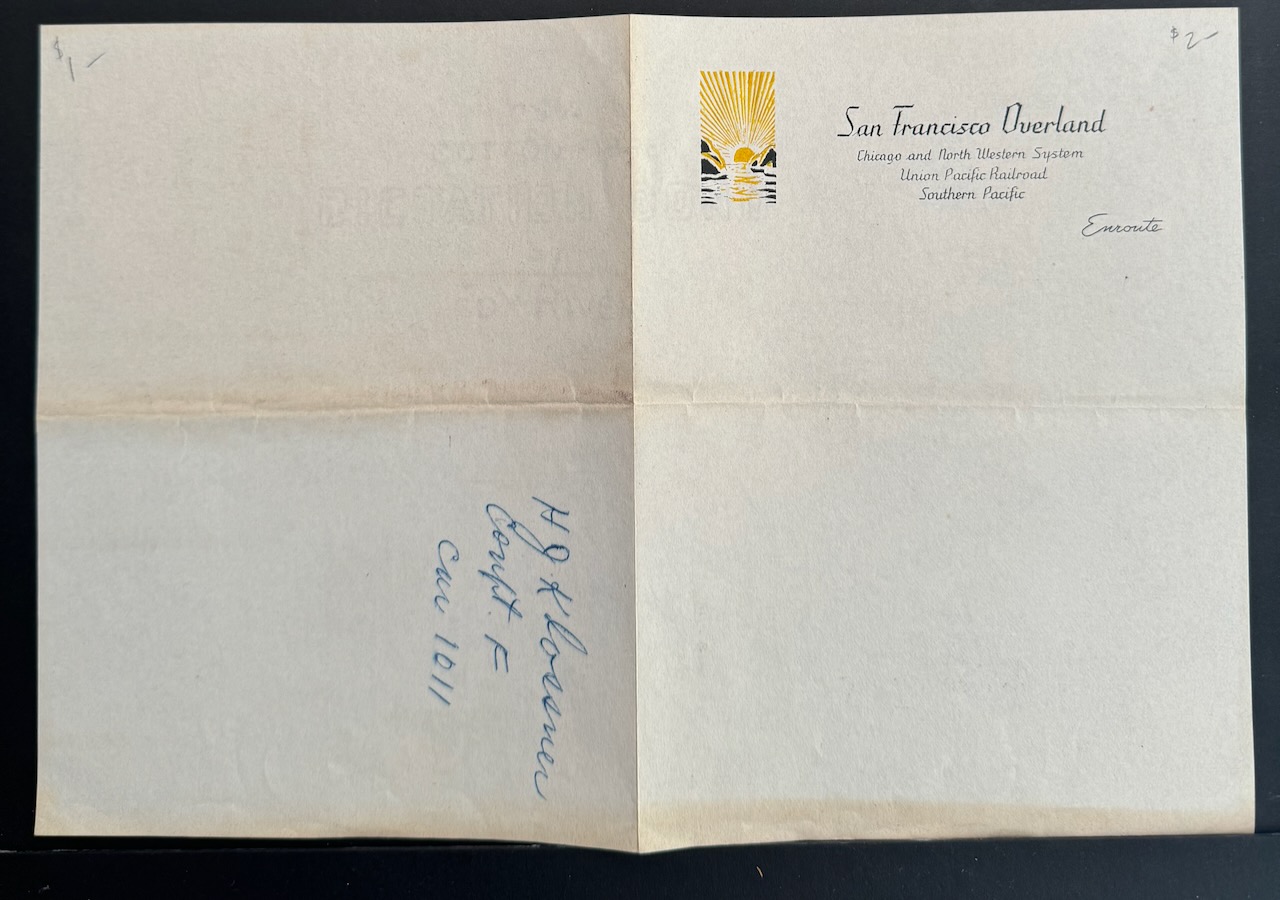 $1-
$2-
San Francisco Overland
Chicago and North Western System
Union Pacific Railroad
Southern Pacific
Enroute
H J Klossner
Compt. F
Car 1011